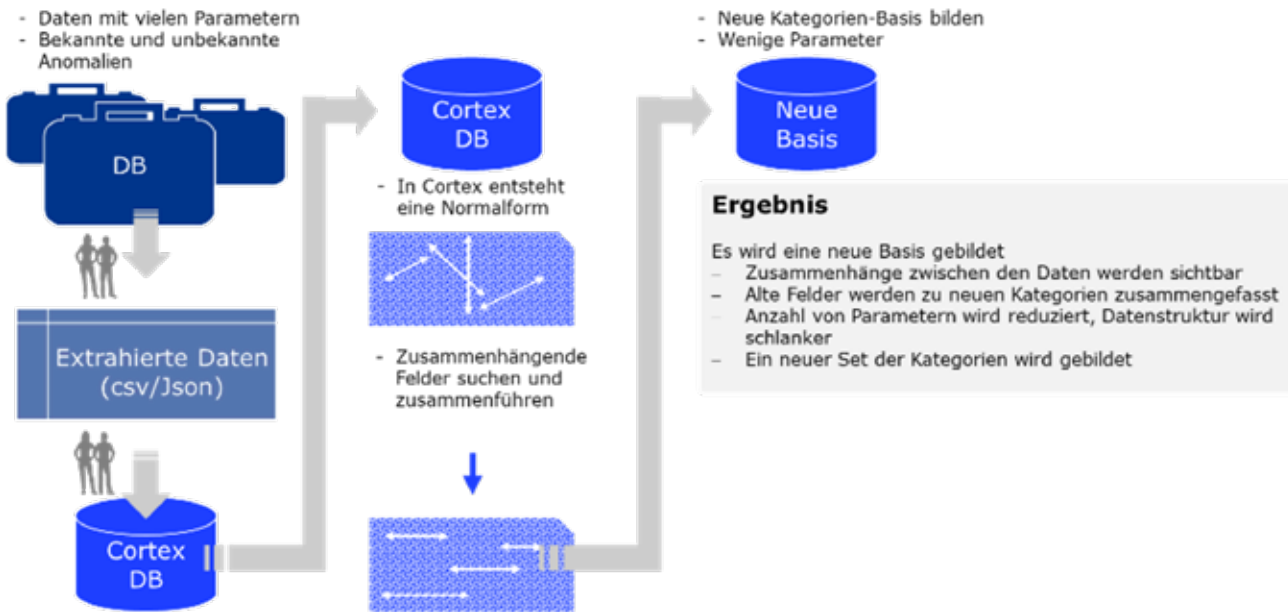 - Daten mit vielen Parametern
- Bekannte und unbekannte
Anomalien
DB
Extrahierte Daten
(csv/Json)
Cortex
DB
Cortex
DB
- In Cortex entsteht
eine Normalform
- Zusammenhängende
Felder suchen und
zusammenführen
- Neue Kategorien-Basis bilden
- Wenige Parameter
Neue
Basis
Ergebnis
Es wird eine neue Basis gebildet
– Zusammenhänge zwischen den Daten werden sichtbar
– Alte Felder werden zu neuen Kategorien zusammengefasst
– Anzahl von Parametern wird reduziert, Datenstruktur wird
schlanker
– Ein neuer Set der Kategorien wird gebildet